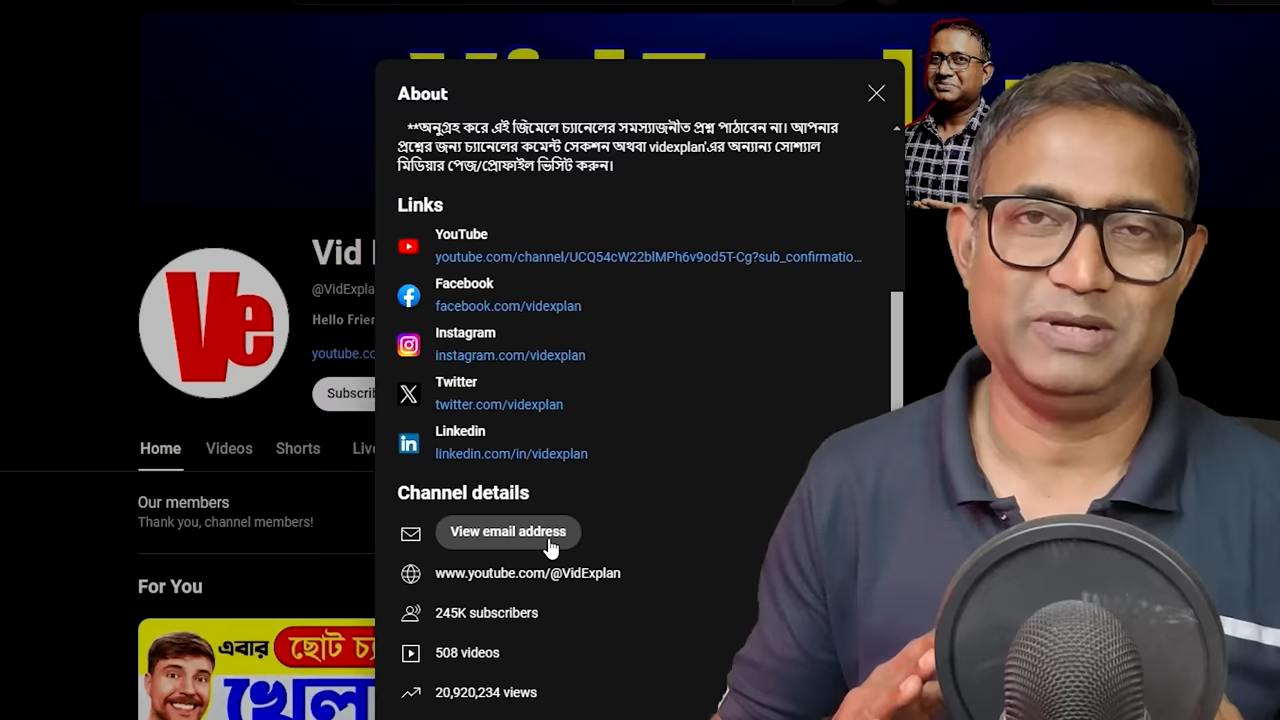 About
**অনুগ্রহ করে এই জিমেলে চ্যানেলের সমস্যাজনীত প্রশ্ন পাঠাবেন না। আপনার
প্রশ্নের জন্য চ্যানেলের কমেন্ট সেকশন অথবা videxplan'এর অন্যান্য সোশ্যাল
মিডিয়ার পেজ/প্রোফাইল ভিসিট করুন।
Links
YouTube
youtube.com/channel/UCQ54cW22blMPh6v9od5T-Cg?sub_confirmatio…
Facebook
facebook.com/videxplan
Instagram
instagram.com/videxplan
Twitter
twitter.com/videxplan
Linkedin
linkedin.com/in/videxplan
Channel details
View email address
www.youtube.com/@VidExplan
245K subscribers
508 videos
20,920,234 views
Vid
@VidExpla
Hello Frier
youtube.co
Subscrib
Home Videos Shorts Liv
Our members
Thank you, channel members!
For You
Ve
এবার ছোট চ
খেল